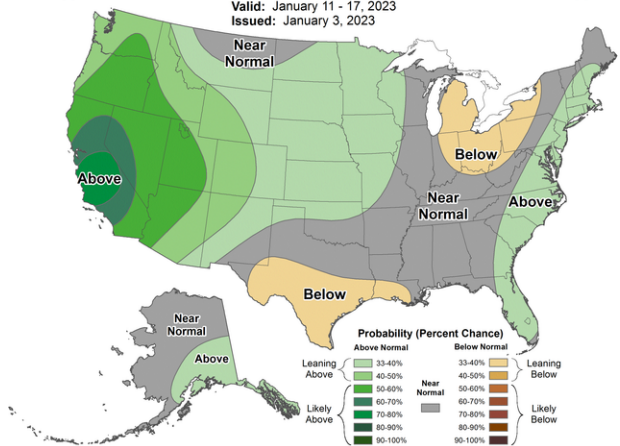 Valid: January 11 - 17, 2023
Issued: January 3, 2023
Near
Normal
Above
Below
Near
Normal
Above
Below
Near
Normal
Above
Probability (Percent Chance)
Above Normal
Below Normal
Leaning
Above
33-40%
40-50%
Likely
Above
50-60%
60-70%
70-80%
80-90%
90-100%
Near
Normal
33-40%
40-50%
Leaning
Below
50-60%
60-70%
70-80%
80-90%
90-100%
Likely
Below